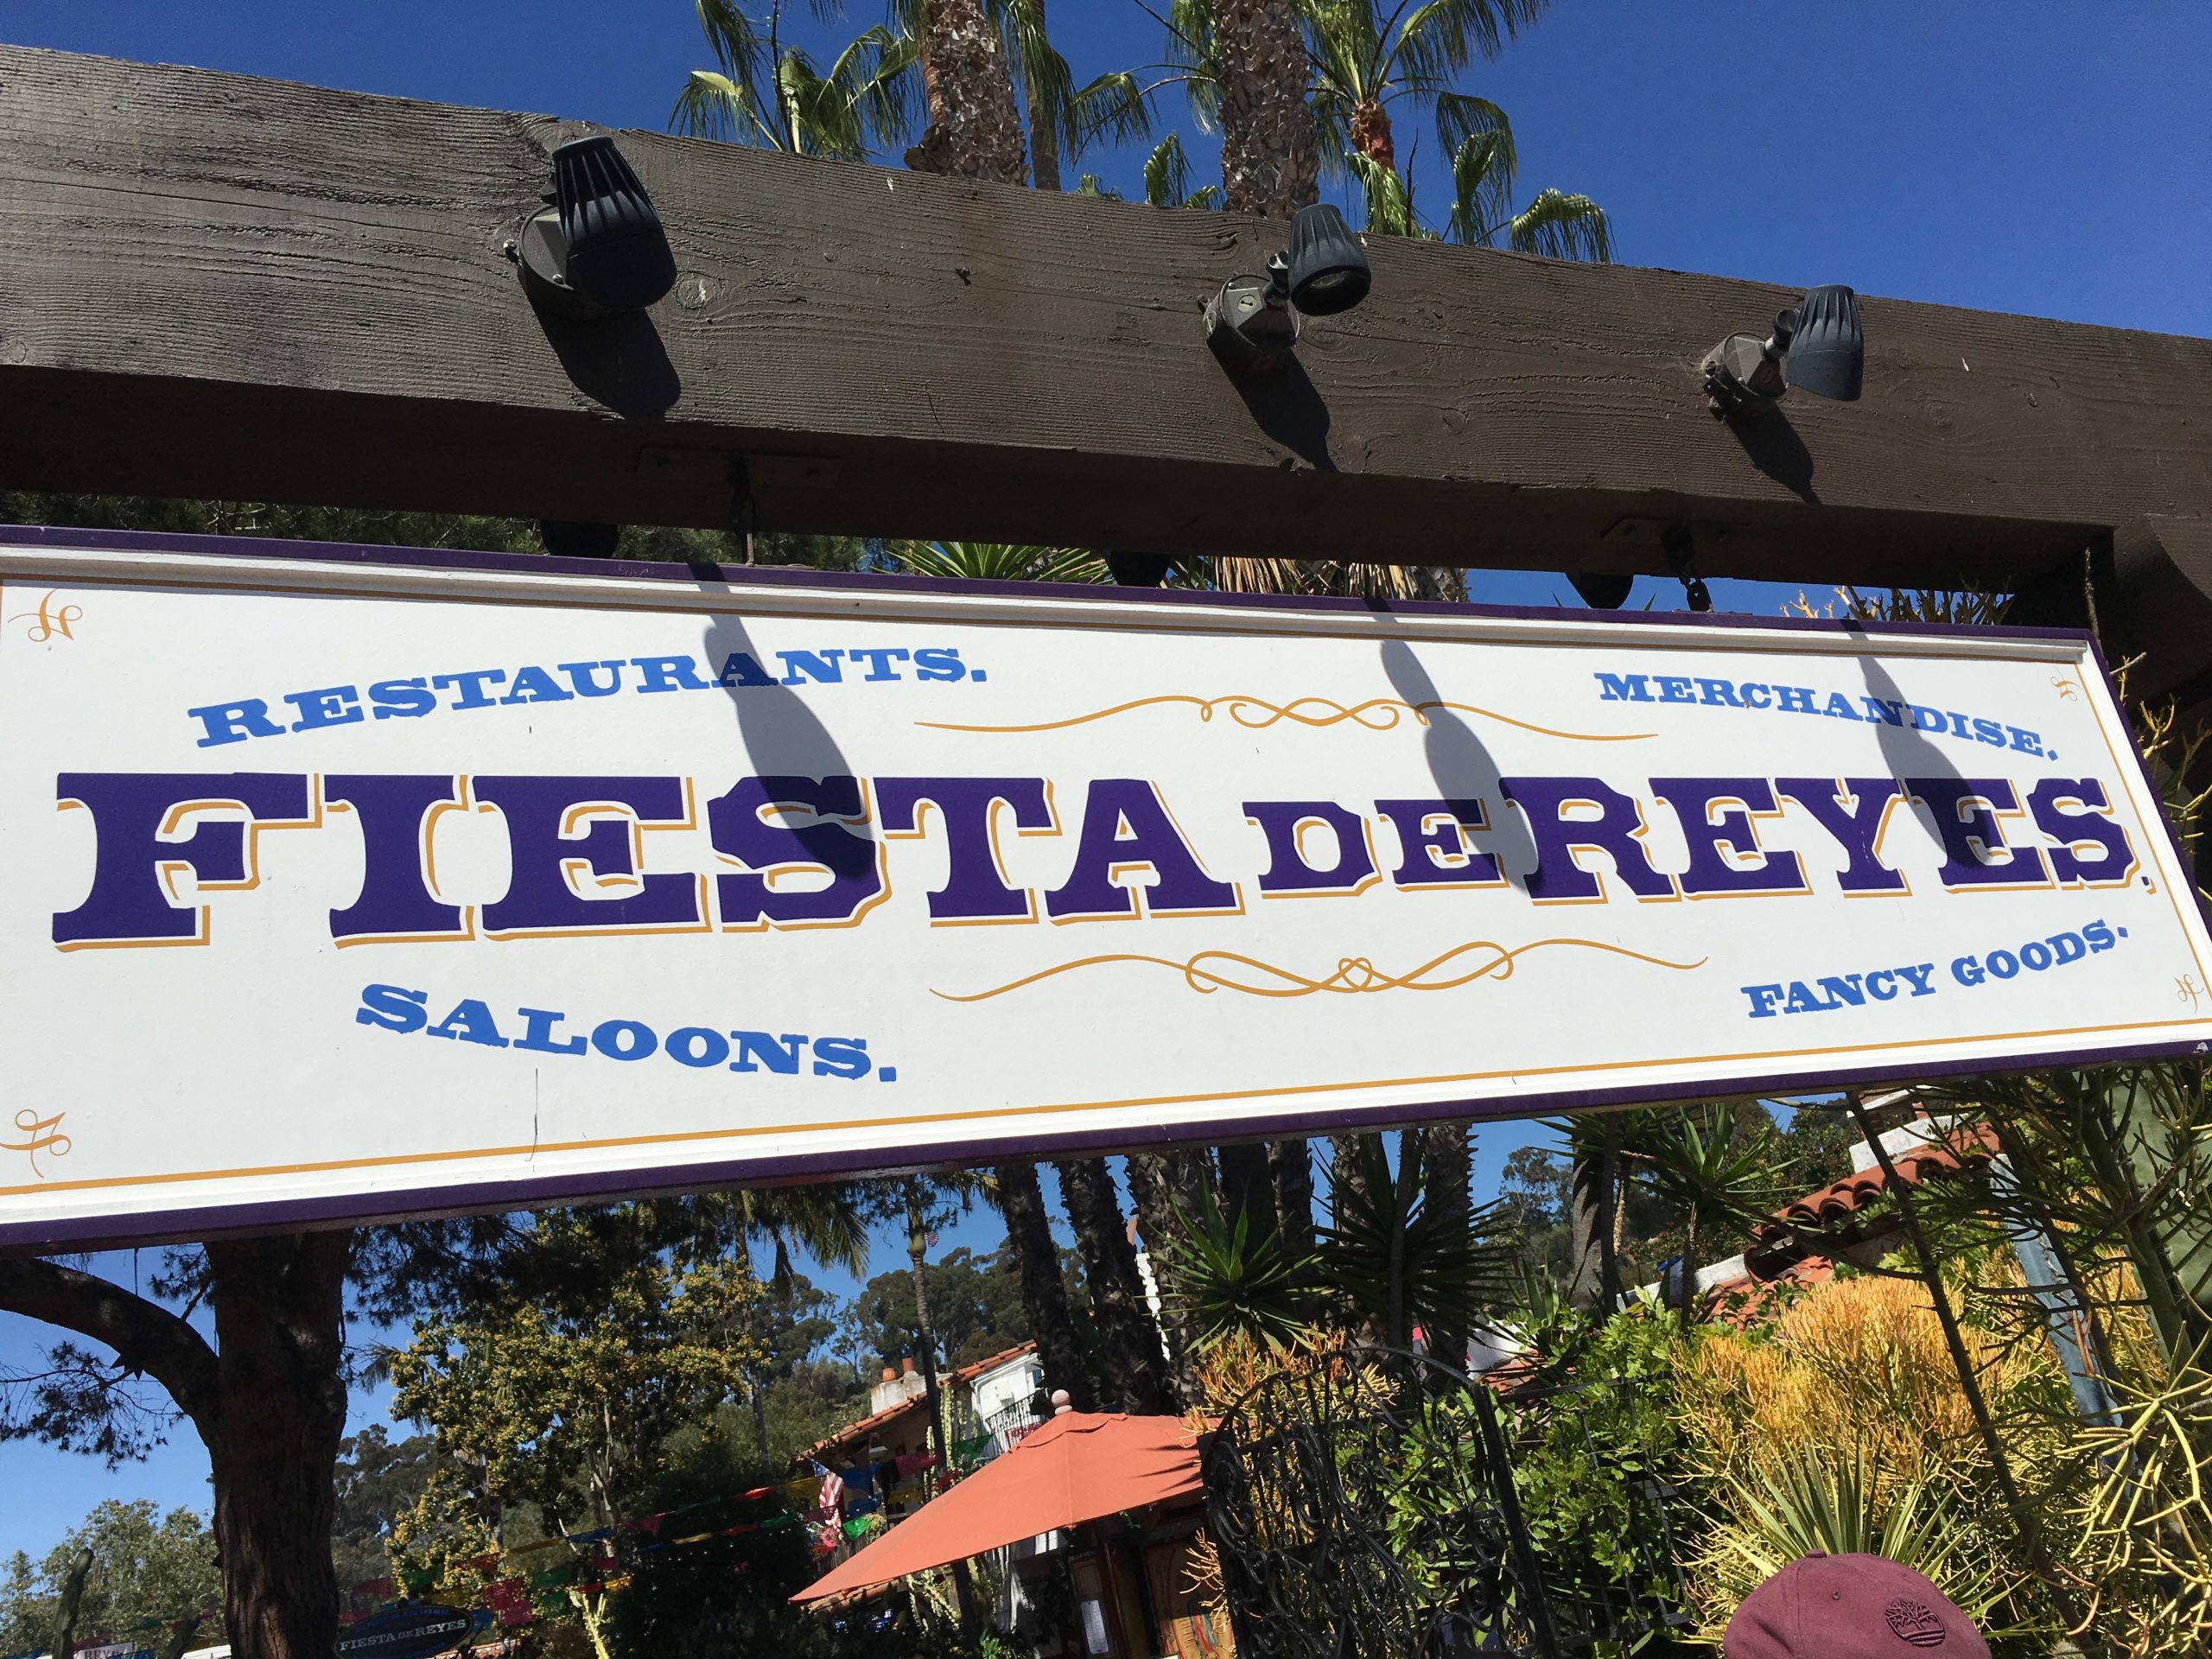 RESTAURANTS.
MERCHANDISE.
FIESTA DE REYES.
SALOONS.
FANCY GOODS.
FIESTA DE REYES